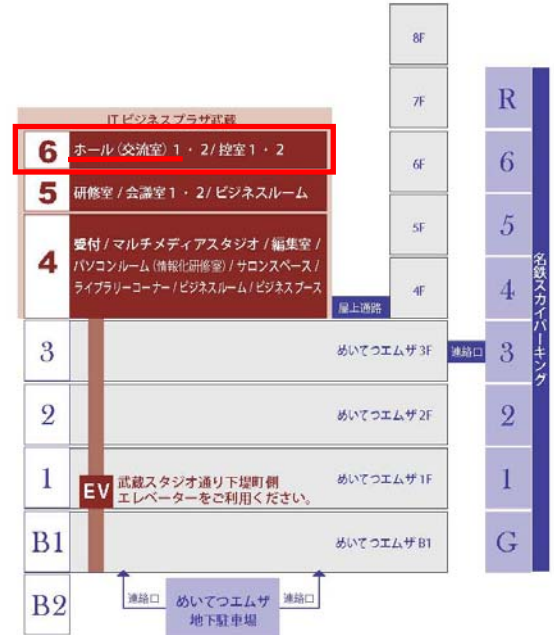 8F
ITビジネスプラザ武蔵
7F
R
6
ホール(交流室)1・2/控室1・2
6F
6
5
研修室/会議室1・2/ビジネスルーム
5F
5
4
受付/マルチメディアスタジオ/編集室/
パソコンルーム(情報化研修室)/サロンスペース/
ライブラリーコーナー/ビジネスルーム/ビジネスブース
4F
4
屋上通路
名鉄スカイパーキング
3
めいてつエムザ3F
連絡口
3
2
めいてつエムザ2F
2
1
めいてつエムザ1F
1
EV
武蔵スタジオ通り下堤町側
エレベーターをご利用ください。
B1
めいてつエムザB1
G
B2
連絡口
めいてつエムザ
地下駐車場
連絡口